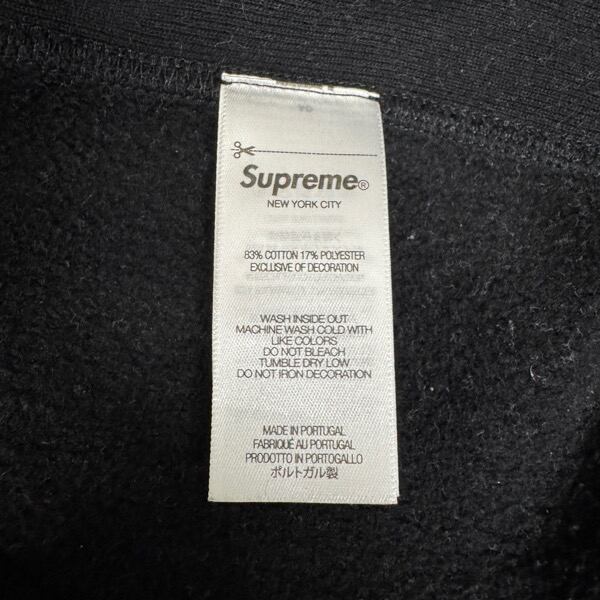 Supreme®
NEW YORK CITY
83% COTTON 17% POLYESTER
EXCLUSIVE OF DECORATION
WASH INSIDE OUT
MACHINE WASH COLD WITH
LIKE COLORS
DO NOT BLEACH
TUMBLE DRY LOW
DO NOT IRON DECORATION
MADE IN PORTUGAL
FABRIQUÉ AU PORTUGAL
PRODOTTO IN PORTOGALLO
ポルトガル製